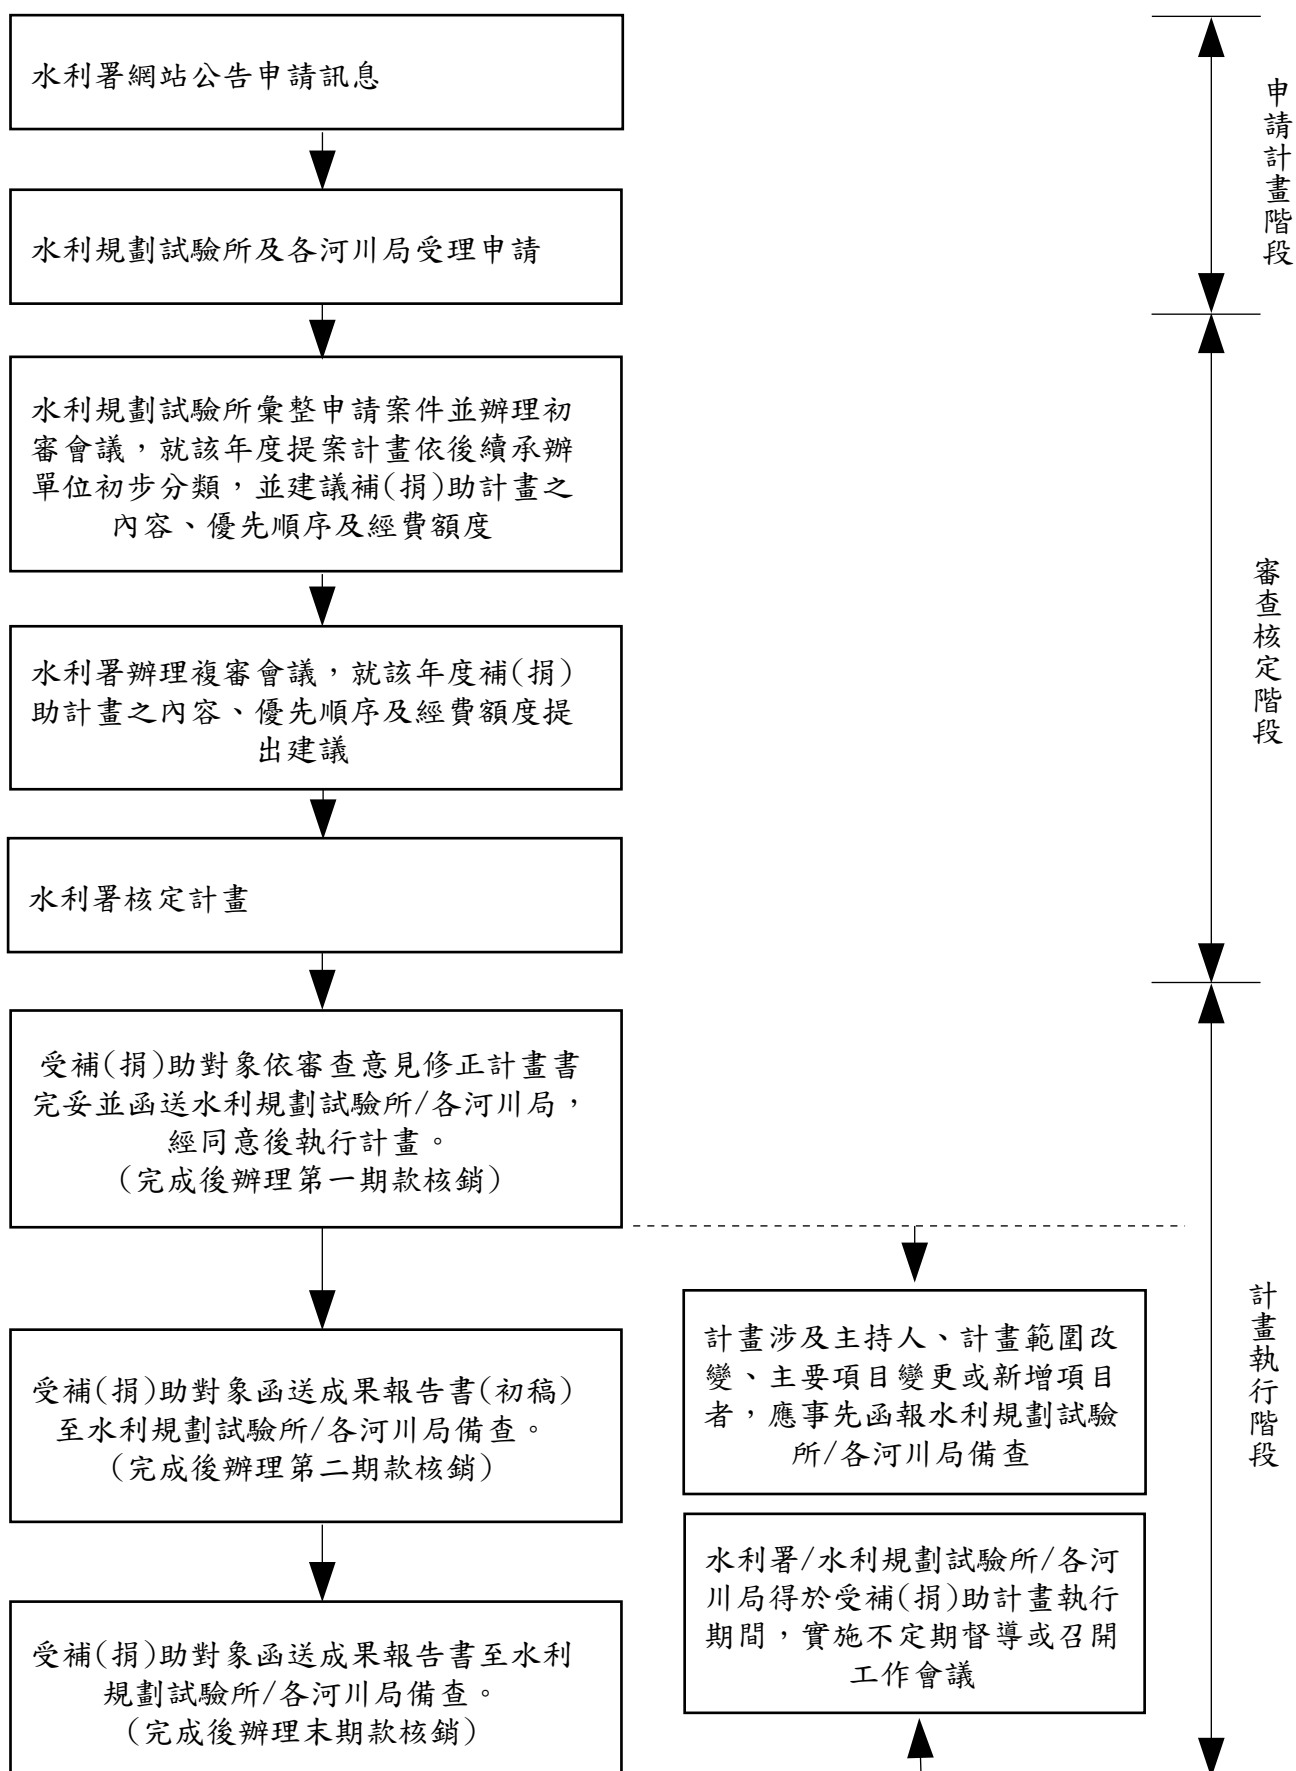 水利署網站公告申請訊息
水利規劃試驗所及各河川局受理申請
水利規劃試驗所彙整申請案件並辦理初
審會議，就該年度提案計畫依後續承辦
單位初步分類，並建議補(捐)助計畫之
內容、優先順序及經費額度
水利署辦理複審會議，就該年度補(捐)
助計畫之內容、優先順序及經費額度提
出建議
水利署核定計畫
受補(捐)助對象依審查意見修正計畫書
完妥並函送水利規劃試驗所/各河川局，
經同意後執行計畫。
(完成後辦理第一期款核銷)
受補(捐)助對象函送成果報告書(初稿)
至水利規劃試驗所/各河川局備查。
(完成後辦理第二期款核銷)
受補(捐)助對象函送成果報告書至水利
規劃試驗所/各河川局備查。
(完成後辦理末期款核銷)
計畫涉及主持人、計畫範圍改
變、主要項目變更或新增項目
者，應事先函報水利規劃試驗
所/各河川局備查
水利署/水利規劃試驗所/各河
川局得於受補(捐)助計畫執行
期間，實施不定期督導或召開
工作會議
申請計畫階段
審查核定階段
計畫執行階段